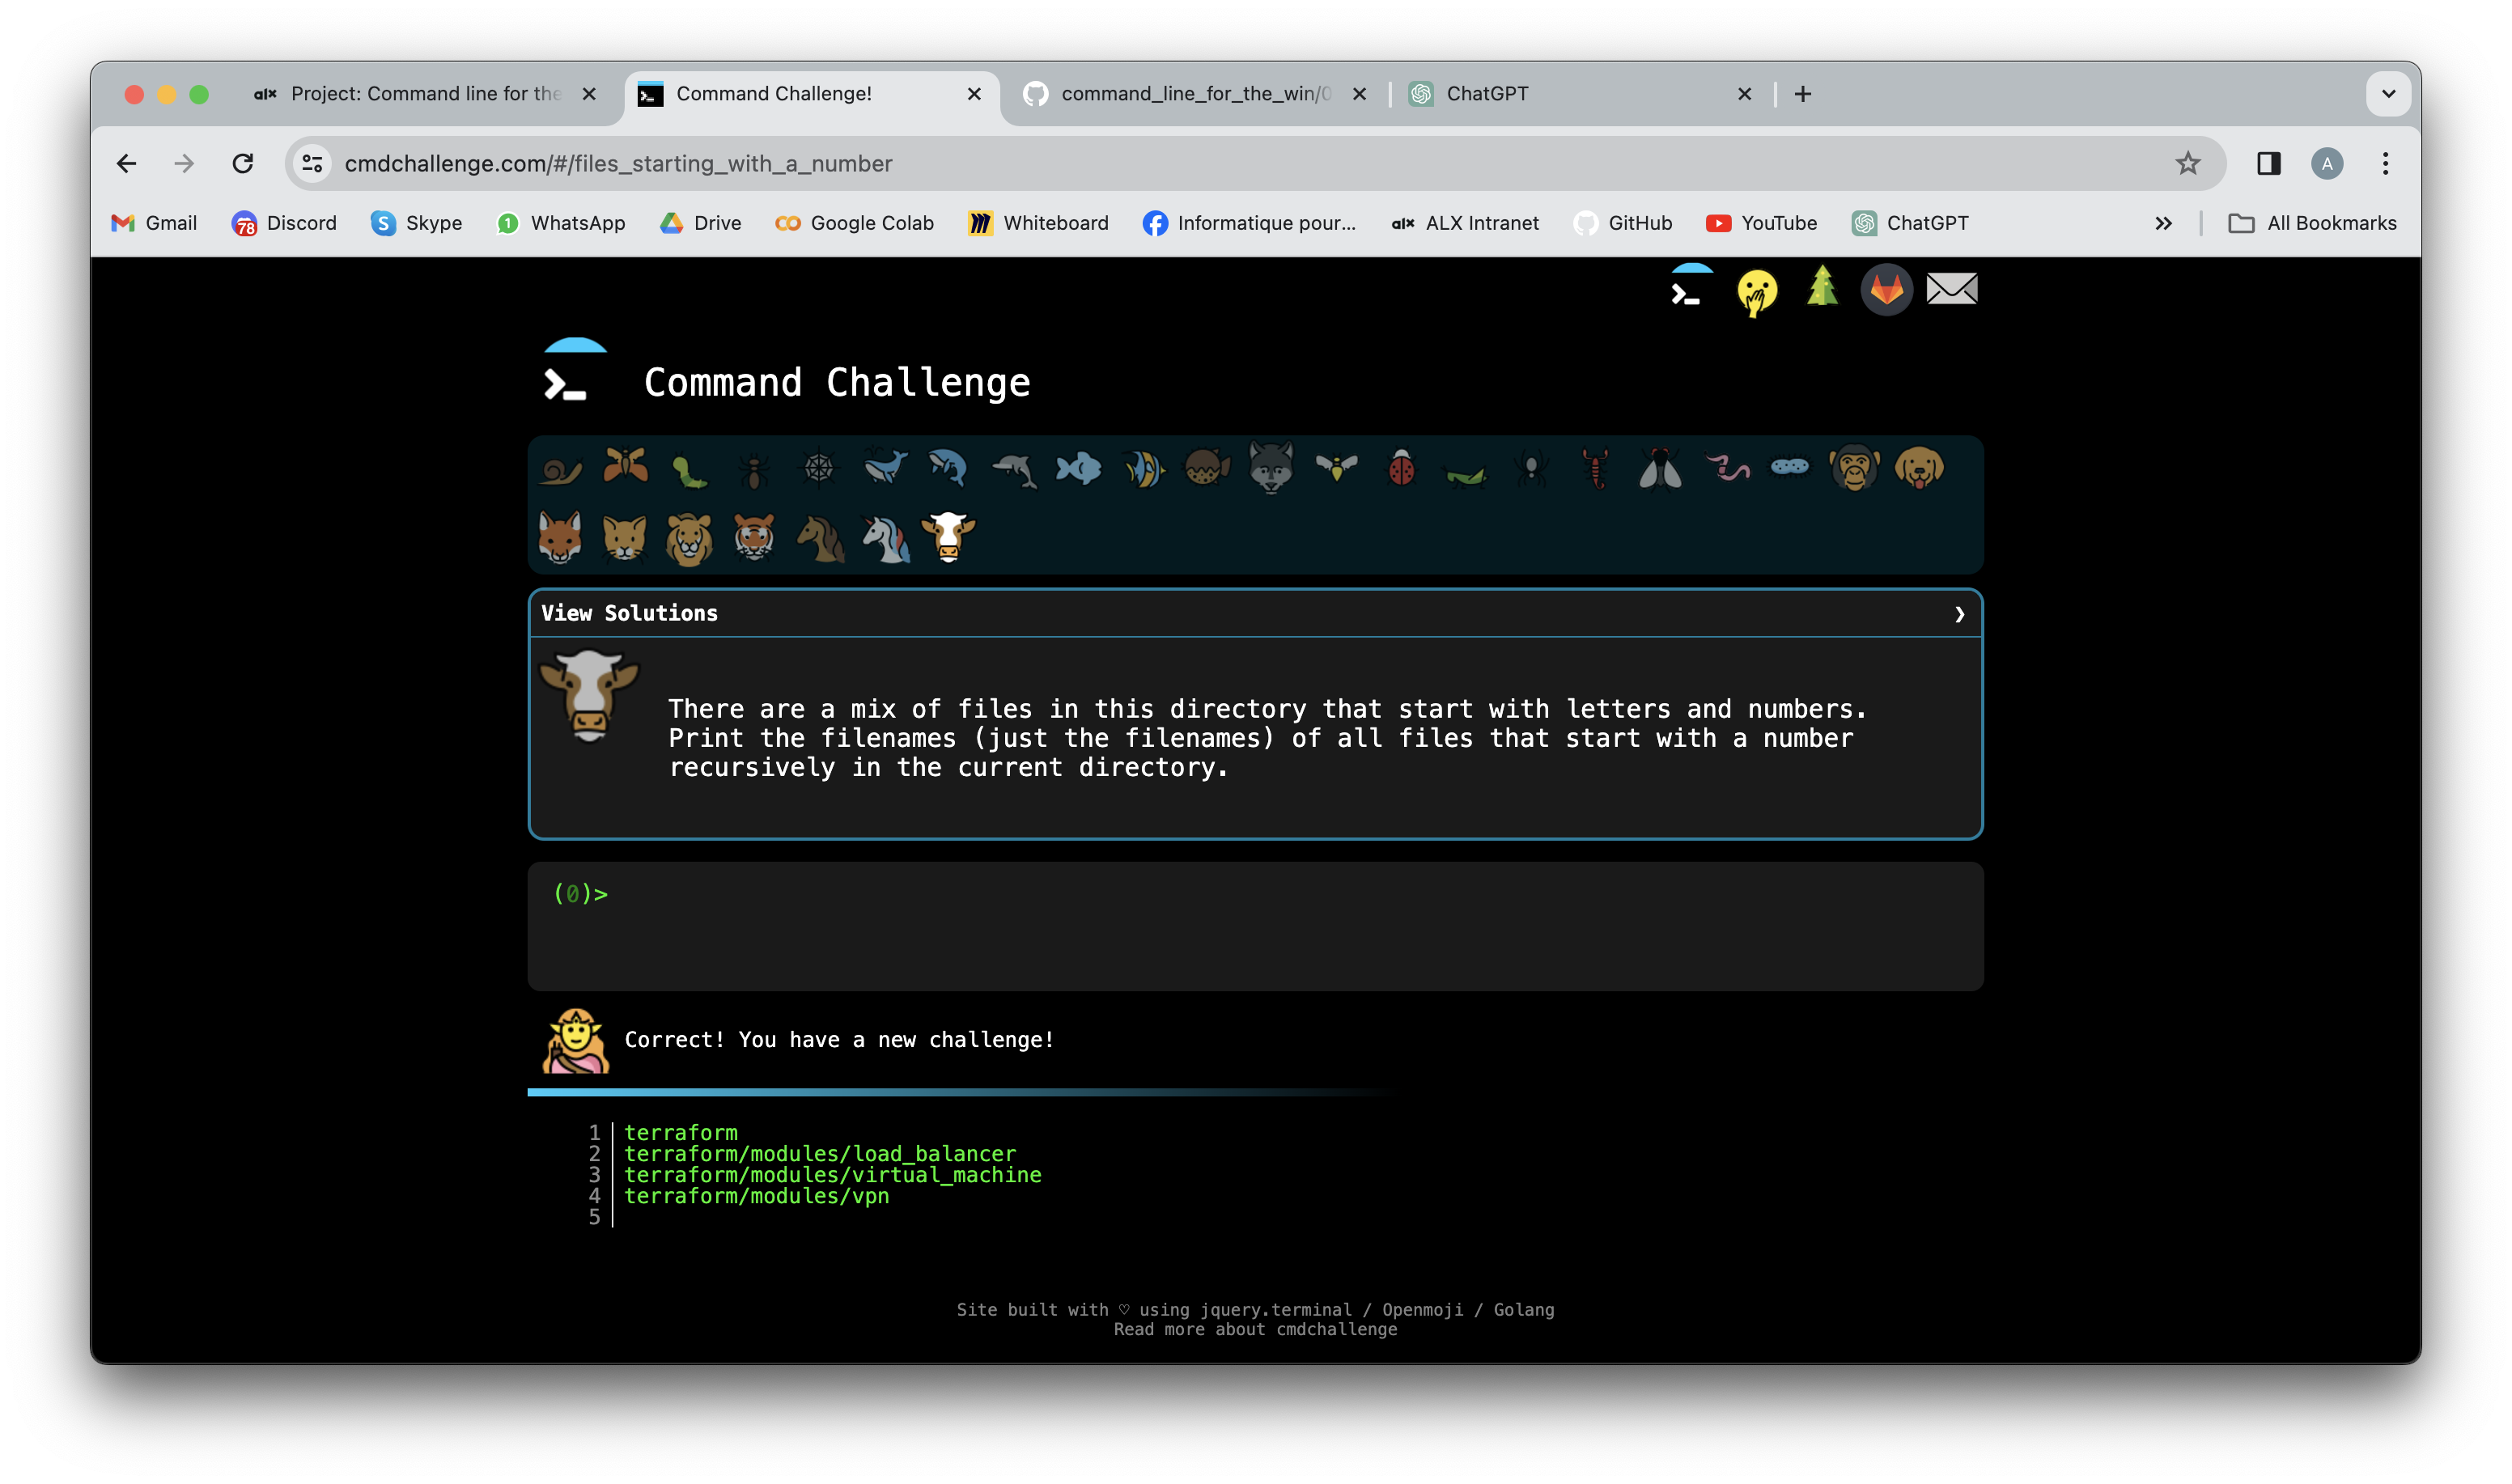 alx Project: Command line for the
Command Challenge!
command_line_for_the_win/0
ChatGPT
cmdchallenge.com/#/files_starting_with_a_number
A
Gmail
78 Discord
S Skype
1 WhatsApp
Drive
Google Colab
Whiteboard
Informatique pour...
alx ALX Intranet
GitHub
YouTube
ChatGPT
All Bookmarks
Command Challenge
View Solutions
There are a mix of files in this directory that start with letters and numbers.
Print the filenames (just the filenames) of all files that start with a number
recursively in the current directory.
(0)>
Correct! You have a new challenge!
1 terraform
2 terraform/modules/load_balancer
3 terraform/modules/virtual_machine
4 terraform/modules/vpn
5
Site built with ♡ using jquery.terminal / Openmoji / Golang
Read more about cmdchallenge